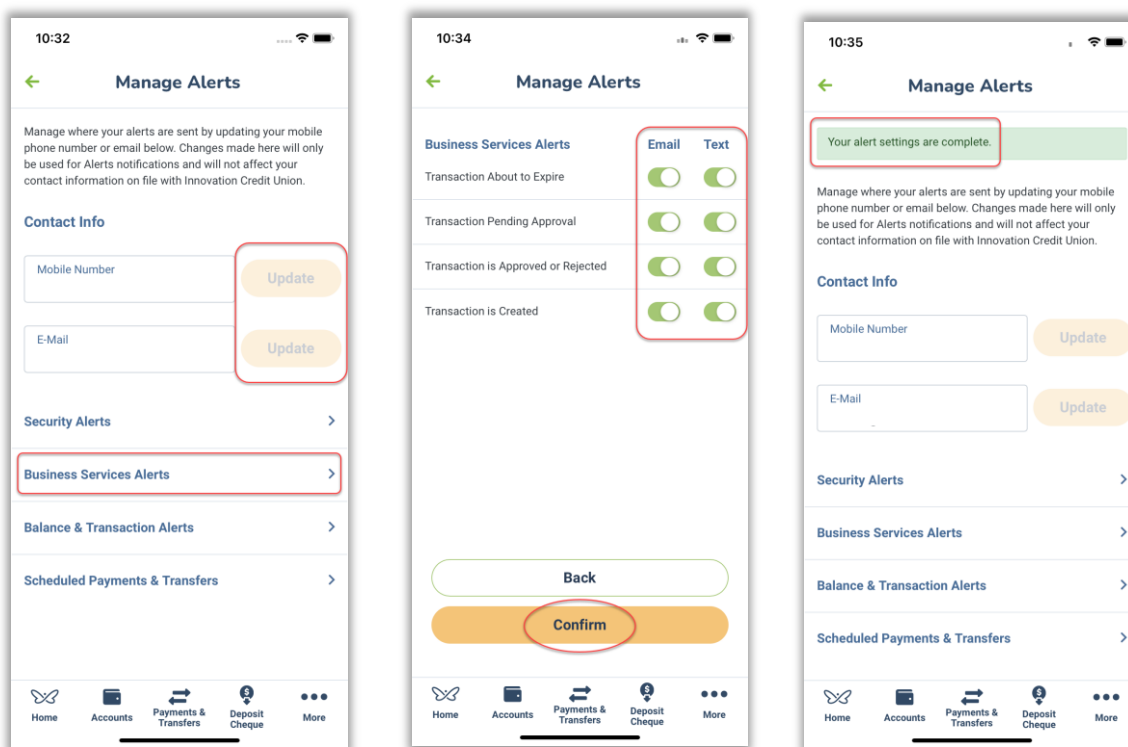 10:32
Manage Alerts
Manage where your alerts are sent by updating your mobile
phone number or email below. Changes made here will only
be used for Alerts notifications and will not affect your
contact information on file with Innovation Credit Union.
Contact Info
Mobile Number
Update
E-Mail
Update
Security Alerts
Business Services Alerts
Balance & Transaction Alerts
Scheduled Payments & Transfers
Home
Accounts
Payments &
Transfers
Deposit
Cheque
More
10:34
Manage Alerts
Business Services Alerts Email Text
Transaction About to Expire
Transaction Pending Approval
Transaction is Approved or Rejected
Transaction is Created
Back
Confirm
Home
Accounts
Payments &
Transfers
Deposit
Cheque
More
10:35
Manage Alerts
Your alert settings are complete.
Manage where your alerts are sent by updating your mobile
phone number or email below. Changes made here will only
be used for Alerts notifications and will not affect your
contact information on file with Innovation Credit Union.
Contact Info
Mobile Number
Update
E-Mail
Update
Security Alerts
Business Services Alerts
Balance & Transaction Alerts
Scheduled Payments & Transfers
Home
Accounts
Payments &
Transfers
Deposit
Cheque
More